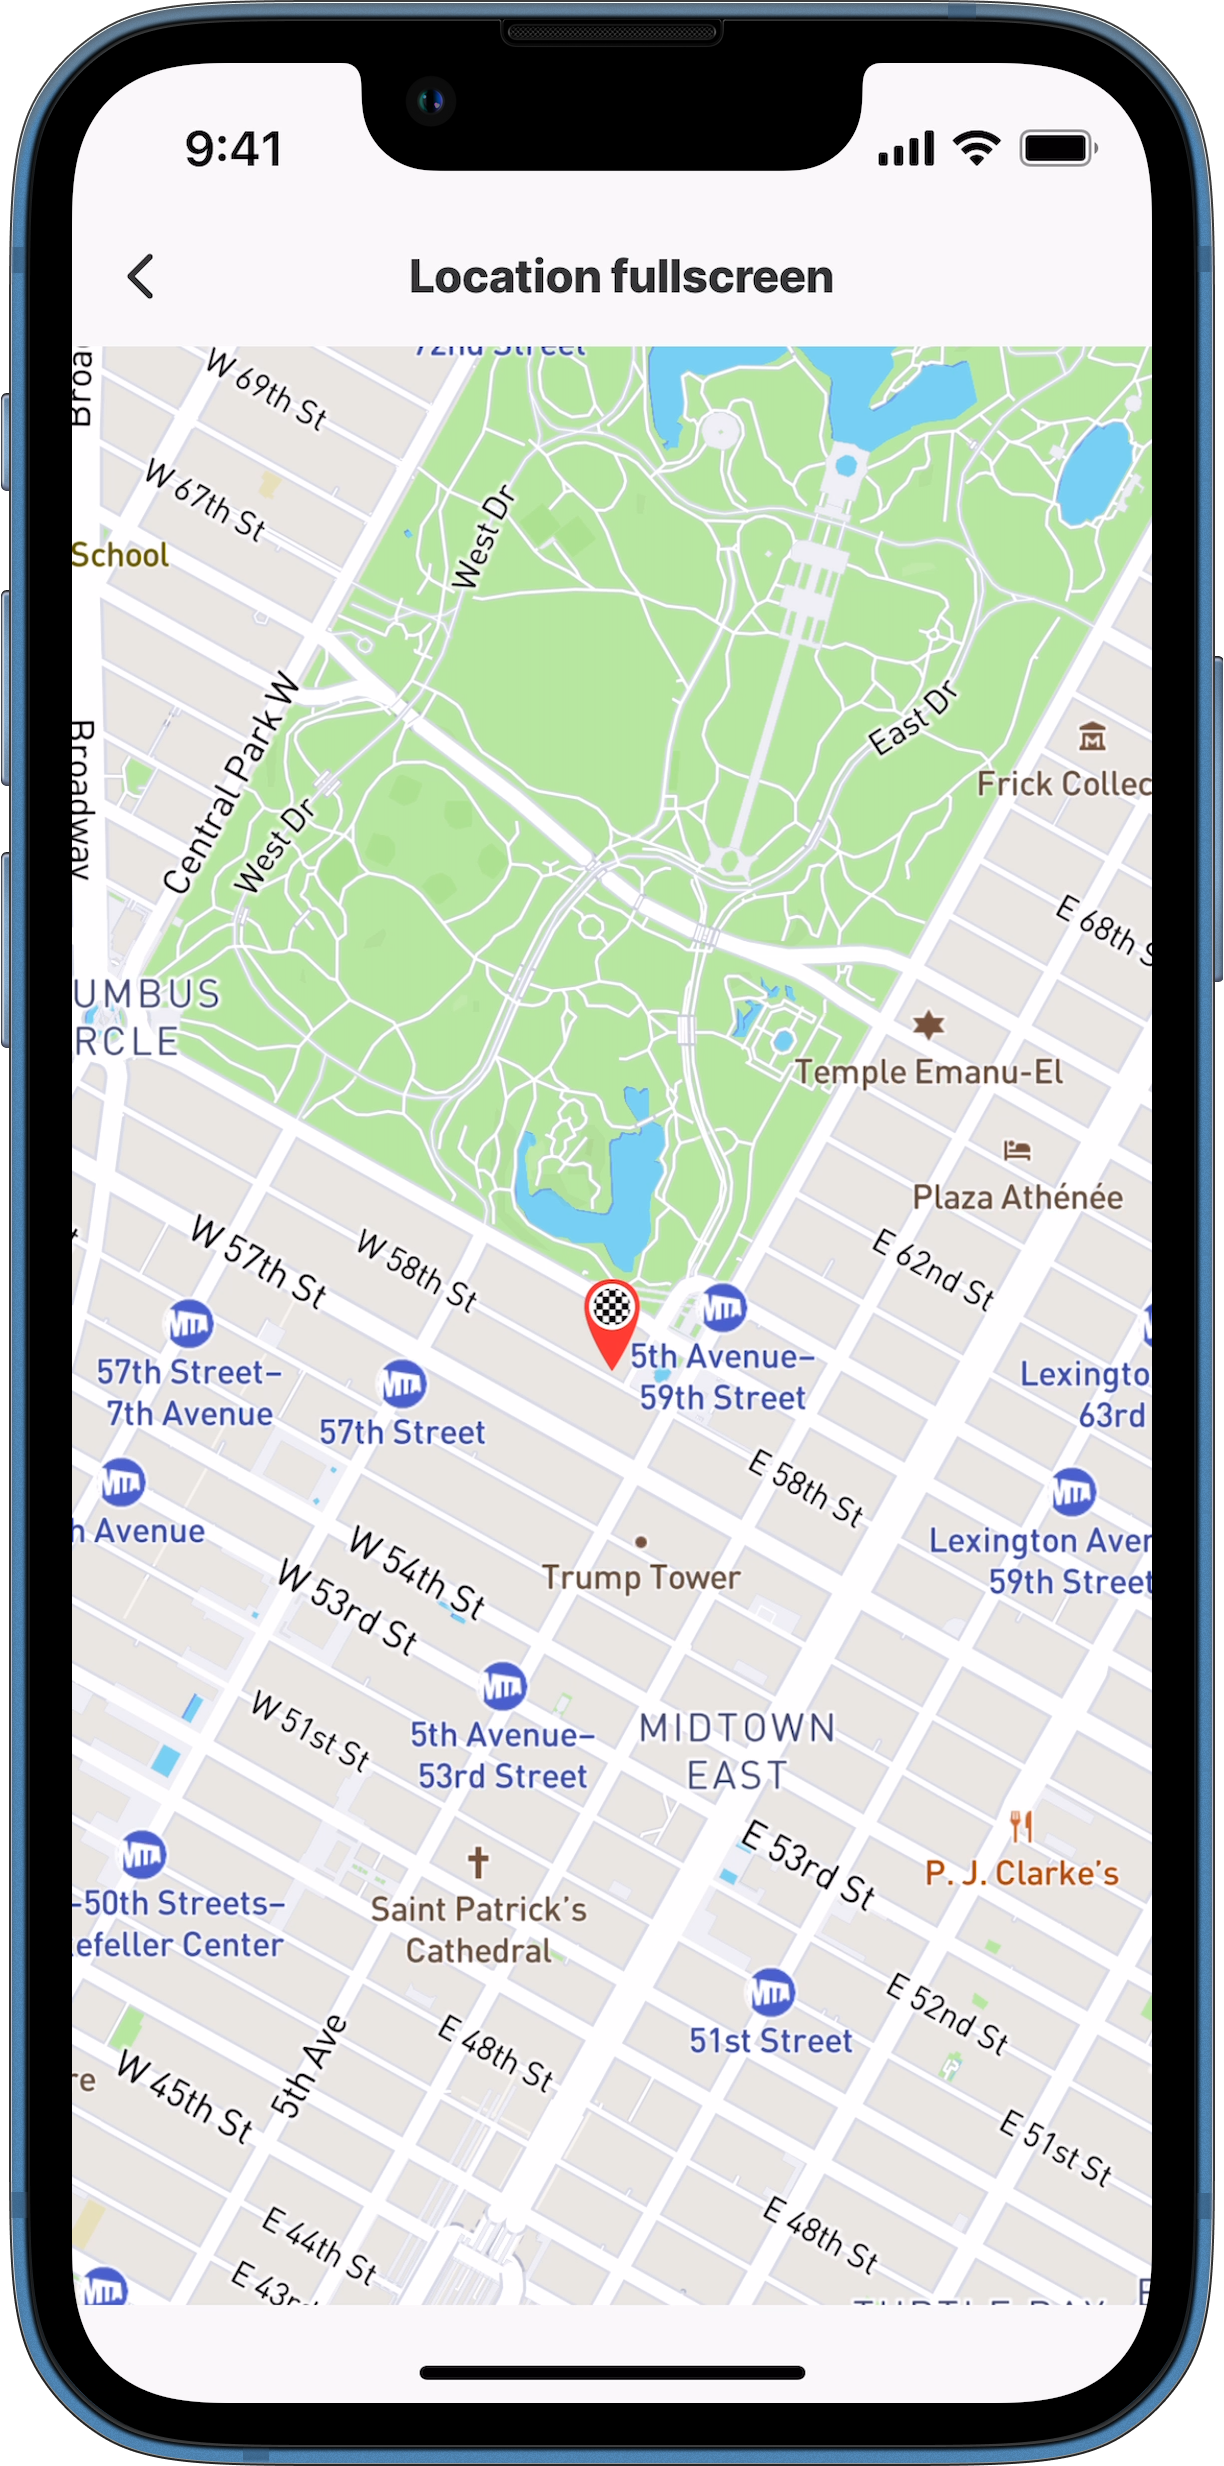 9:41
Location fullscreen
72nd Street
W 69th St
Broa
W 67th St
West Dr
School
Central Park W
East Dr
Broadway
Frick Collec
West Dr
E 68th S
UMBUS
RCLE
Temple Emanu-El
Plaza Athénée
W 57th St
W 58th St
E 62nd St
MTA
57th Street–
7th Avenue
MTA
57th Street
MTA
5th Avenue–
59th Street
Lexingto
63rd
MTA
h Avenue
E 58th St
MTA
Lexington Aver
59th Street
W 54th St
W 53rd St
Trump Tower
W 51st St
MTA
5th Avenue–
53rd Street
MIDTOWN
EAST
P. J. Clarke's
E 53rd St
MTA
-50th Streets–
efeller Center
Saint Patrick's
Cathedral
MTA
51st Street
E 52nd St
5th Ave
E 48th St
re
W 45th St
E 51st St
E 44th St
E 48th St
E 43r
MTA
TURTLE BAY